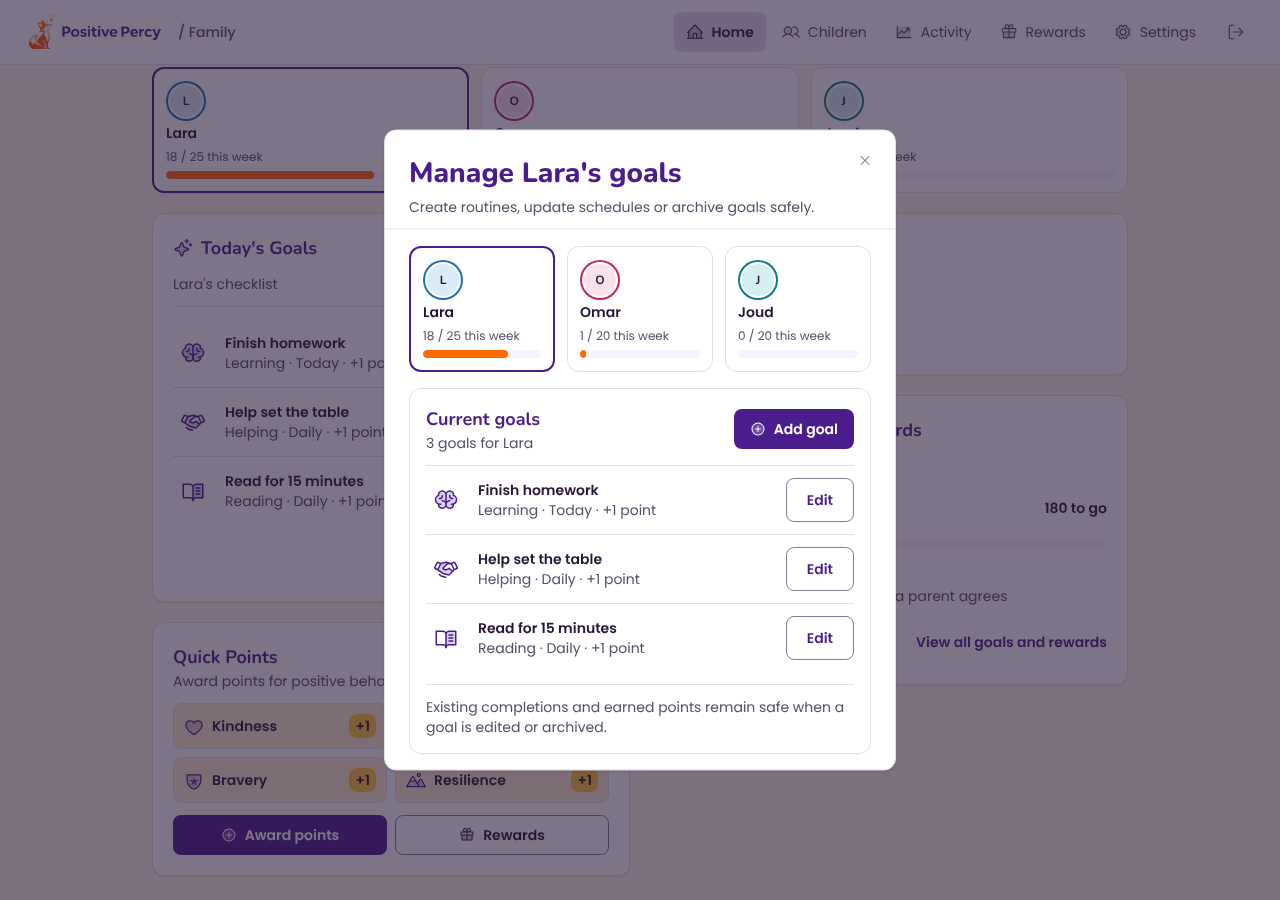 Positive Percy / Family
Home
Children
Activity
Rewards
Settings
L
O
J
Lara
18 / 25 this week
Manage Lara's goals
Create routines, update schedules or archive goals safely.
L
Lara
18 / 25 this week
O
Omar
1 / 20 this week
J
Joud
0 / 20 this week
Current goals
3 goals for Lara
Add goal
Finish homework
Learning · Today · +1 point
Edit
Help set the table
Helping · Daily · +1 point
Edit
Read for 15 minutes
Reading · Daily · +1 point
Edit
Existing completions and earned points remain safe when a
goal is edited or archived.
Today's Goals
Lara's checklist
Finish homework
Learning · Today · +1
Help set the table
Helping · Daily · +1
Read for 15 minutes
Reading · Daily · +1
180 to go
a parent agrees
View all goals and rewards
Quick Points
Award points for positive
Kindness +1
Bravery +1
Resilience +1
Award points
Rewards